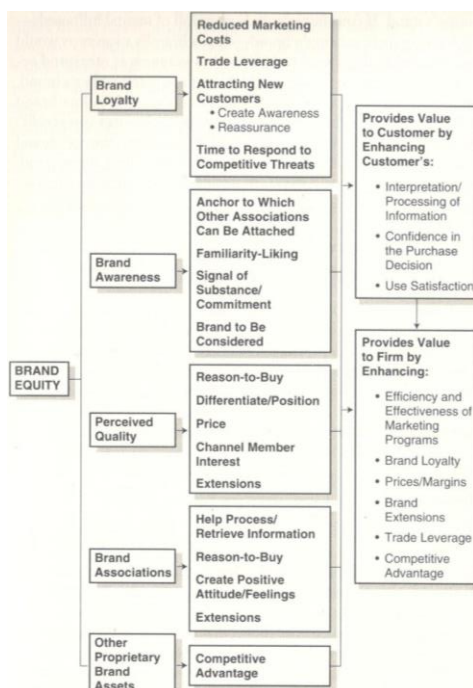 BRAND
EQUITY
Brand
Loyalty
Reduced Marketing
Costs
Trade Leverage
Attracting New
Customers
• Create Awareness
• Reassurance
Time to Respond to
Competitive Threats
Brand
Awareness
Anchor to Which
Other Associations
Can Be Attached
Familiarity-Liking
Signal of
Substance/
Commitment
Brand to Be
Considered
Perceived
Quality
Reason-to-Buy
Differentiate/Position
Price
Channel Member
Interest
Extensions
Brand
Associations
Help Process/
Retrieve Information
Reason-to-Buy
Create Positive
Attitude/Feelings
Extensions
Other
Proprietary
Brand
Assets
Competitive
Advantage
Provides Value
to Customer by
Enhancing
Customer's:
• Interpretation/
Processing of
Information
• Confidence in
the Purchase
Decision
• Use Satisfaction
Provides Value
to Firm by
Enhancing:
• Efficiency and
Effectiveness of
Marketing
Programs
• Brand Loyalty
• Prices/Margins
• Brand
Extensions
• Trade Leverage
• Competitive
Advantage